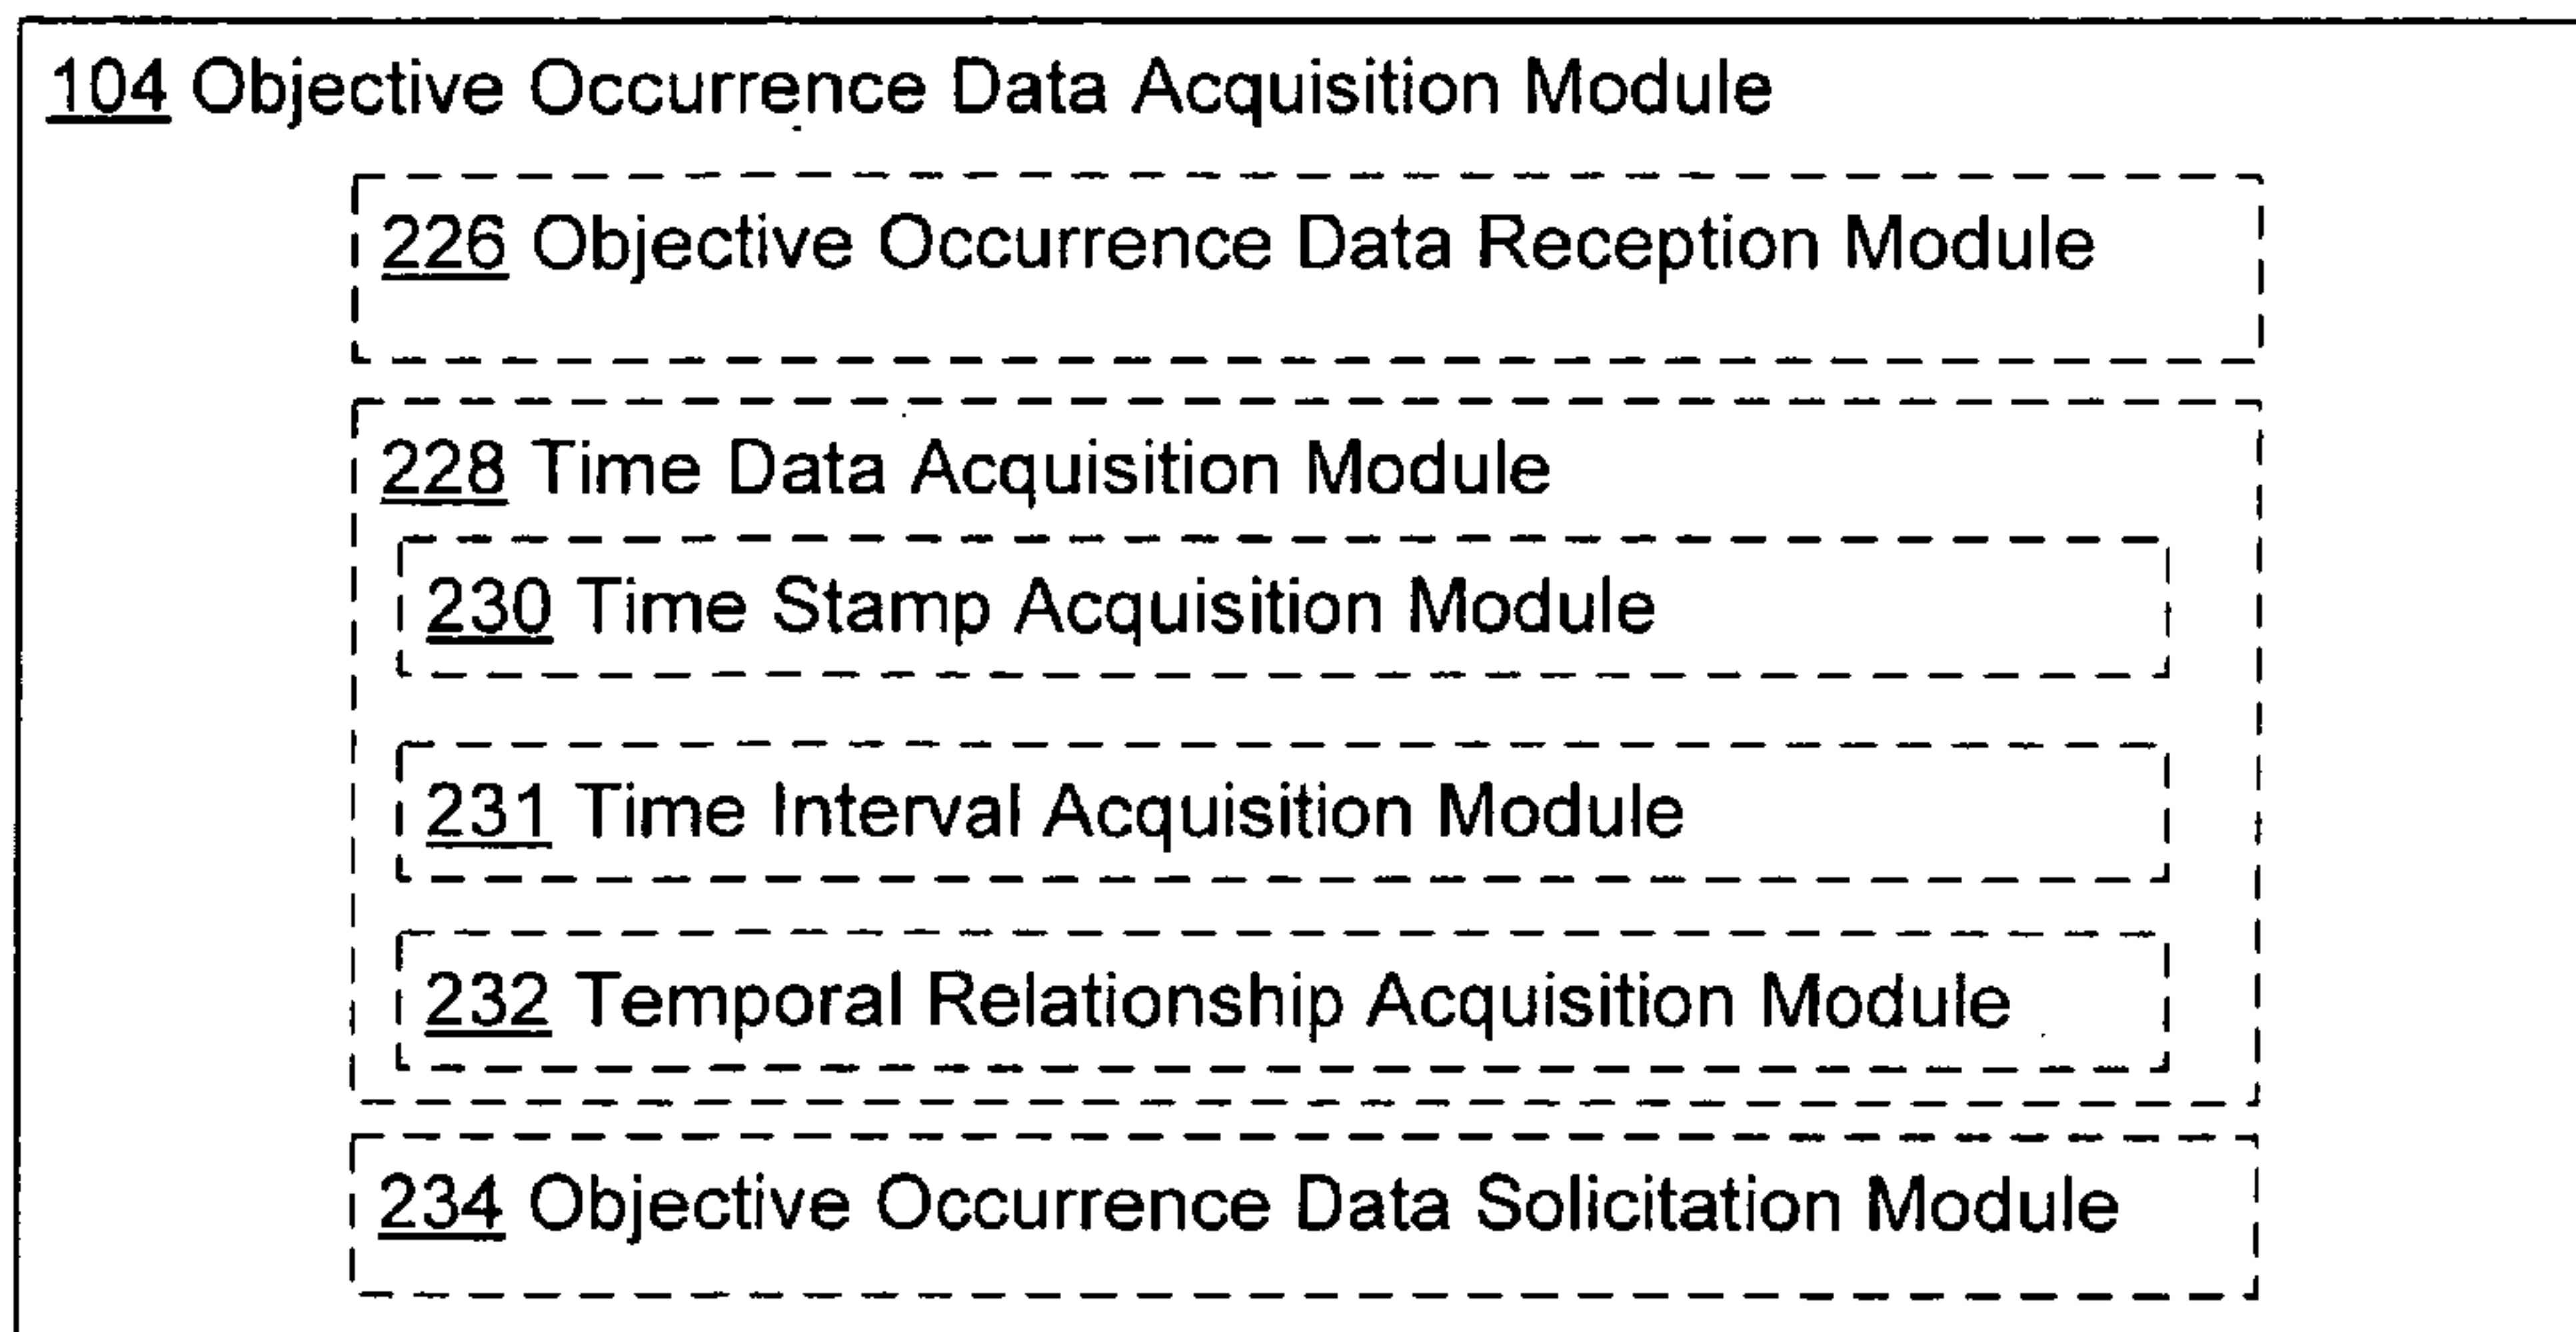 104 Objective Occurrence Data Acquisition Module
226 Objective Occurrence Data Reception Module
228 Time Data Acquisition Module
230 Time Stamp Acquisition Module
231 Time Interval Acquisition Module
232 Temporal Relationship Acquisition Module
234 Objective Occurrence Data Solicitation Module